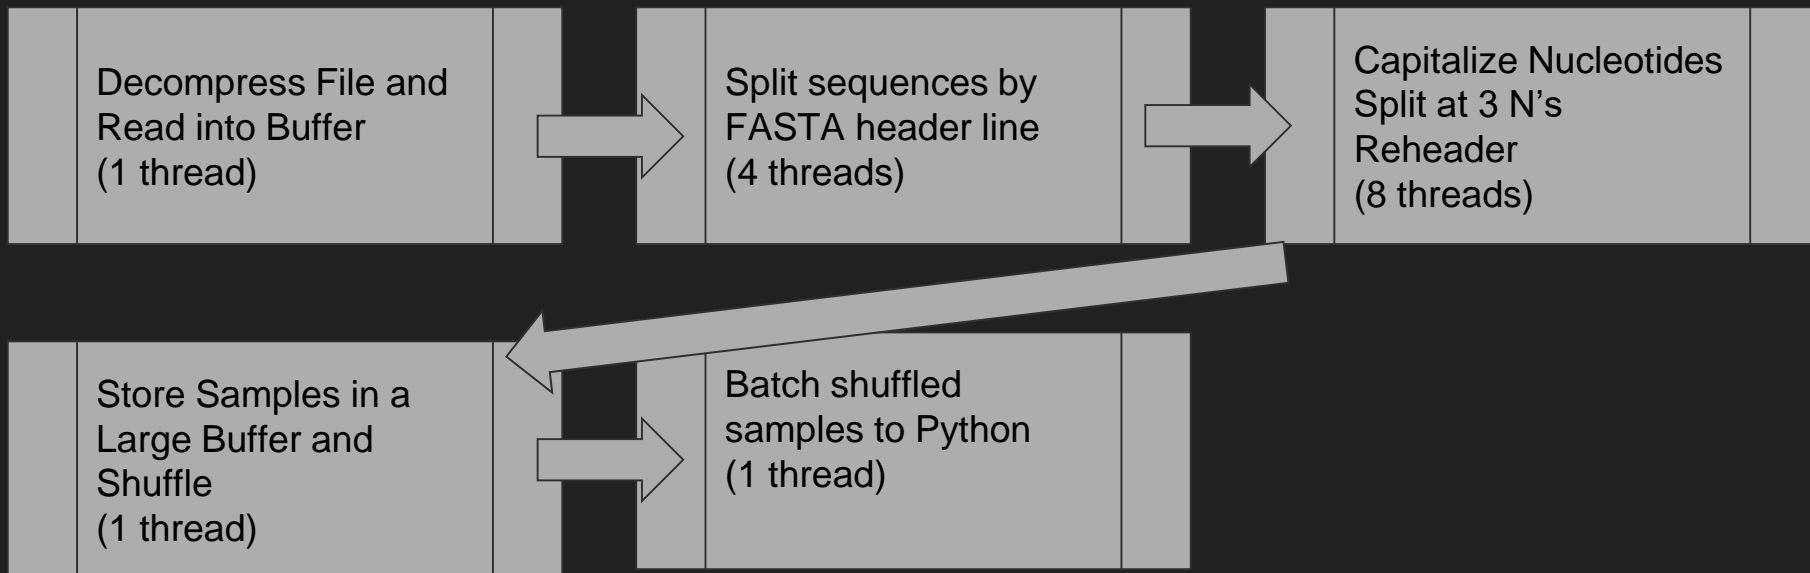 Decompress File and
Read into Buffer
(1 thread)
Split sequences by
FASTA header line
(4 threads)
Capitalize Nucleotides
Split at 3 N’s
Reheader
(8 threads)
Store Samples in a
Large Buffer and
Shuffle
(1 thread)
Batch shuffled
samples to Python
(1 thread)